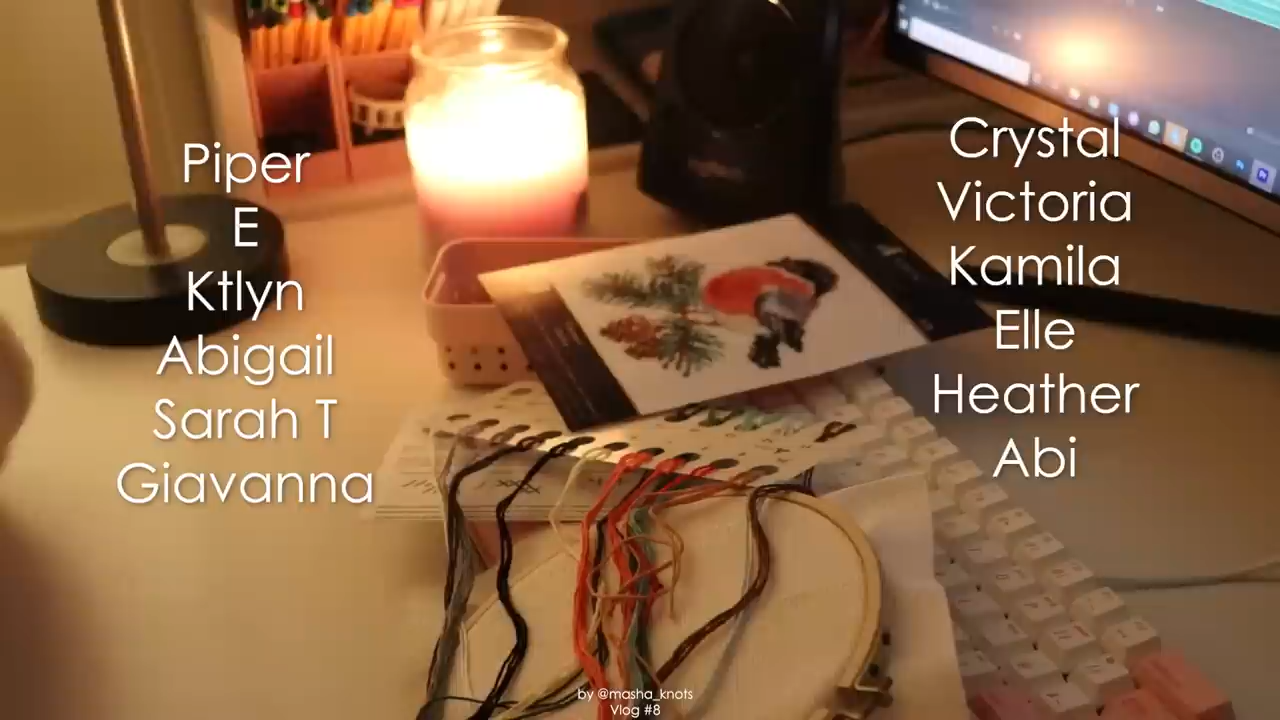 Piper
E
Ktlyn
Abigail
Sarah T
Giavanna
Crystal
Victoria
Kamila
Elle
Heather
Abi
by @masha_knots
Vlog #8